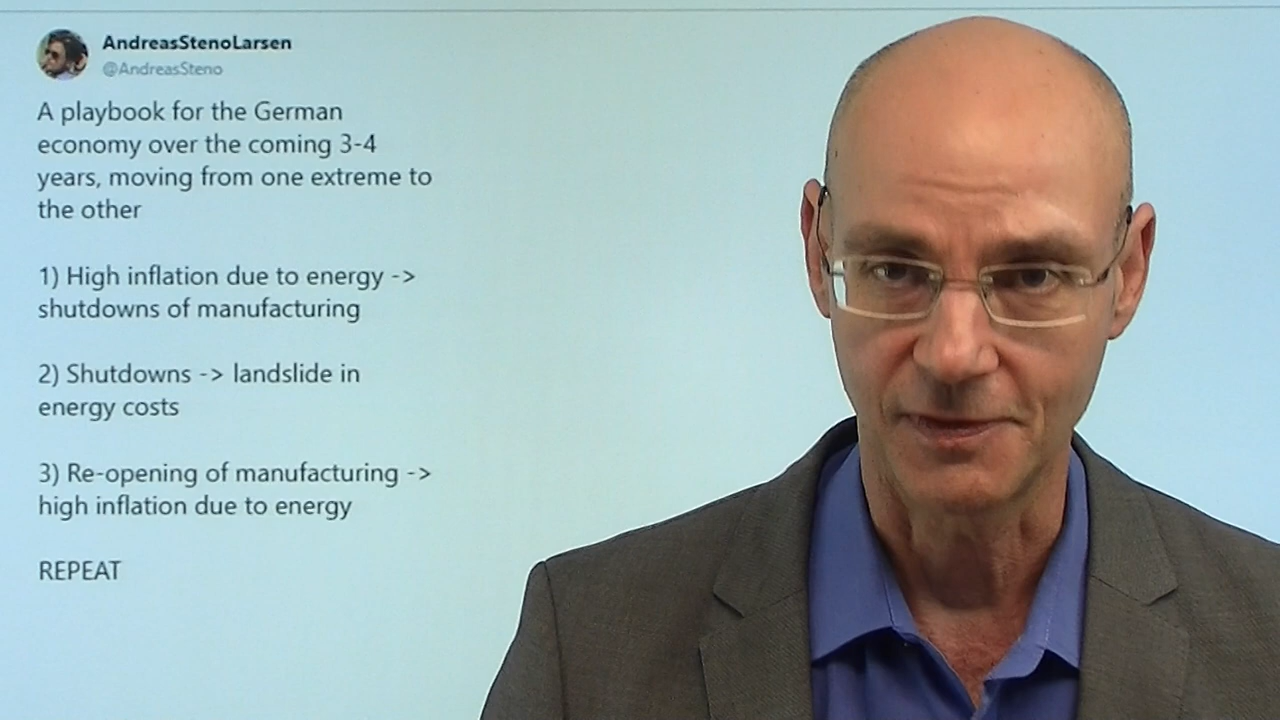 AndreasStenoLarsen
@AndreasSteno
A playbook for the German
economy over the coming 3-4
years, moving from one extreme to
the other
1) High inflation due to energy ->
shutdowns of manufacturing
2) Shutdowns -> landslide in
energy costs
3) Re-opening of manufacturing ->
high inflation due to energy
REPEAT